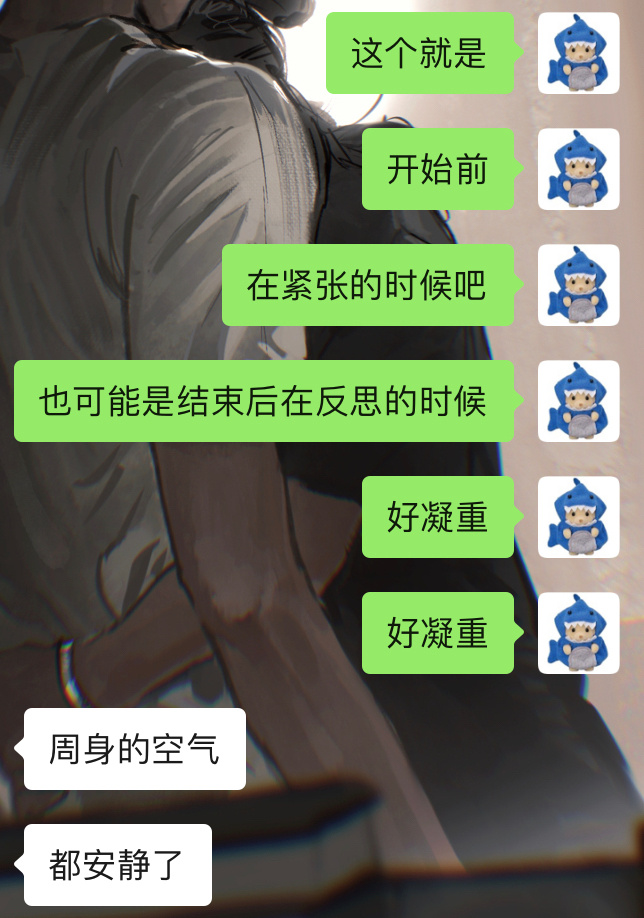 这个就是
开始前
在紧张的时候吧
也可能是结束后在反思的时候
好凝重
好凝重
周身的空气
都安静了